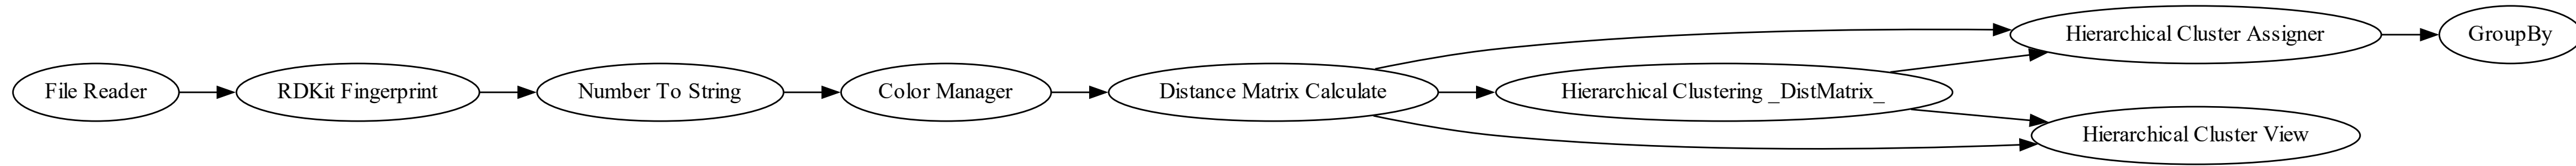 File Reader
RDKit Fingerprint
Number To String
Color Manager
Distance Matrix Calculate
Hierarchical Clustering _DistMatrix_
Hierarchical Cluster Assigner
GroupBy
Hierarchical Cluster View